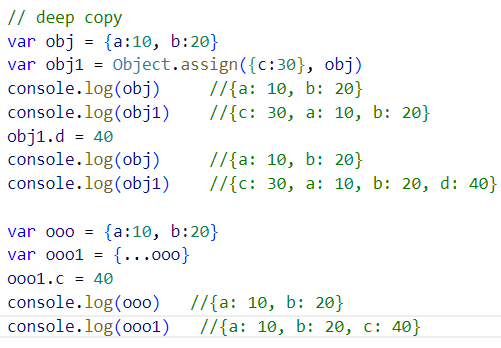 // deep copy
var obj = {a:10, b:20}
var obj1 = Object.assign({c:30}, obj)
console.log(obj)     //{a: 10, b: 20}
console.log(obj1)    //{c: 30, a: 10, b: 20}
obj1.d = 40
console.log(obj)     //{a: 10, b: 20}
console.log(obj1)    //{c: 30, a: 10, b: 20, d: 40}
var ooo = {a:10, b:20}
var ooo1 = {...ooo}
ooo1.c = 40
console.log(ooo)   //{a: 10, b: 20}
console.log(ooo1)   //{a: 10, b: 20, c: 40}